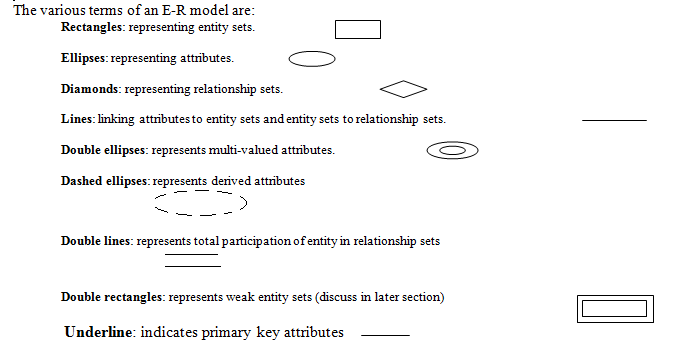 The various terms of an E-R model are:
Rectangles: representing entity sets.
Ellipses: representing attributes.
Diamonds: representing relationship sets.
Lines: linking attributes to entity sets and entity sets to relationship sets.
Double ellipses: represents multi-valued attributes.
Dashed ellipses: represents derived attributes
Double lines: represents total participation of entity in relationship sets
Double rectangles: represents weak entity sets (discuss in later section)
Underline: indicates primary key attributes